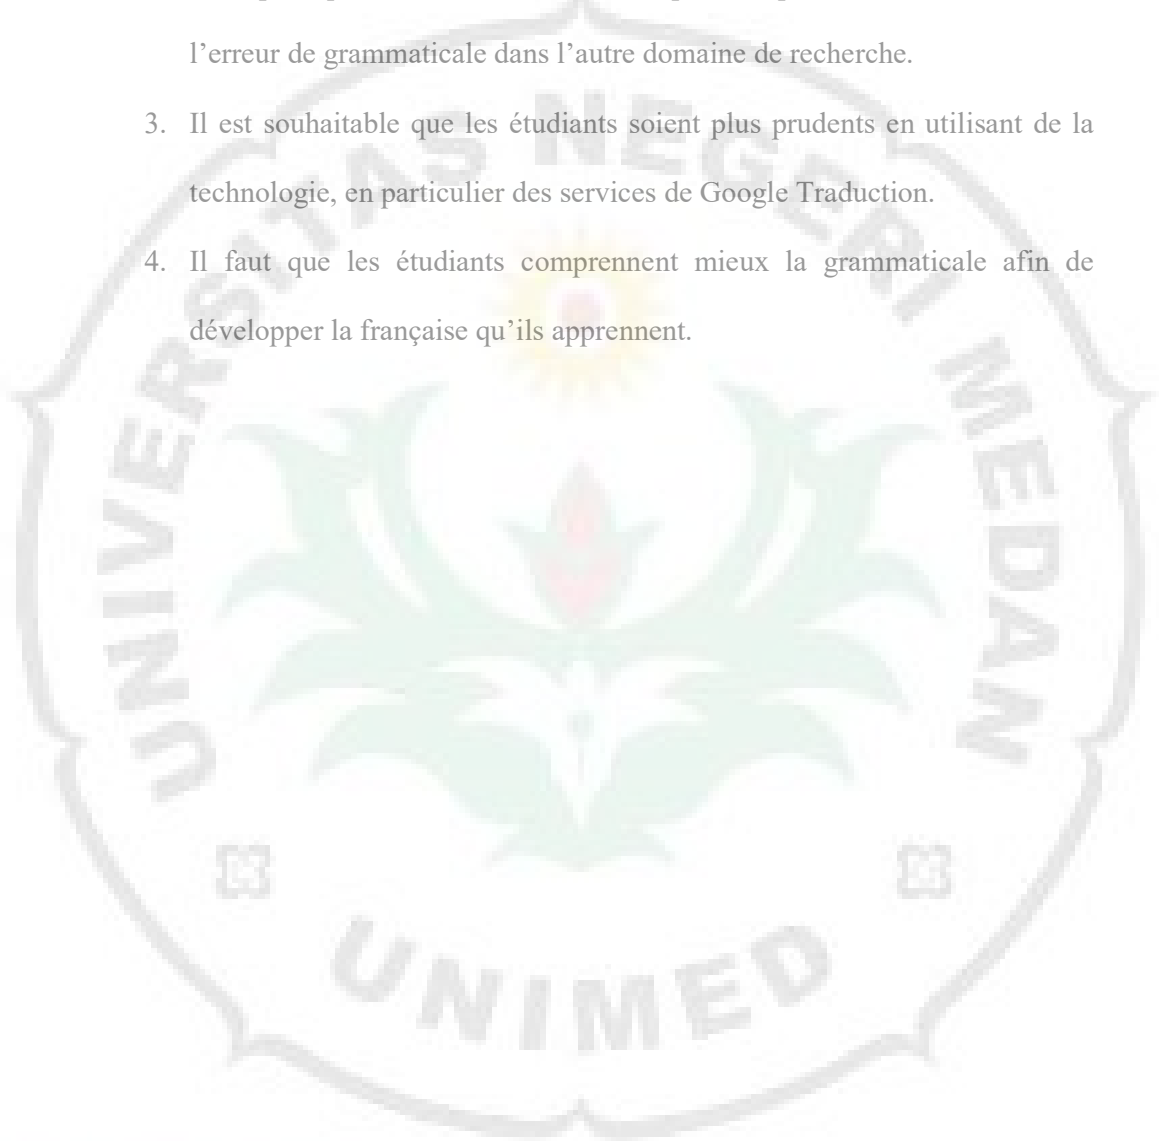 l’erreur de grammaticale dans l’autre domaine de recherche.
3. Il est souhaitable que les étudiants soient plus prudents en utilisant de la
technologie, en particulier des services de Google Traduction.
4. Il faut que les étudiants comprennent mieux la grammaticale afin de
développer la française qu’ils apprennent.
UNIVERSITAS NEGERI MEDAN
UNIMED